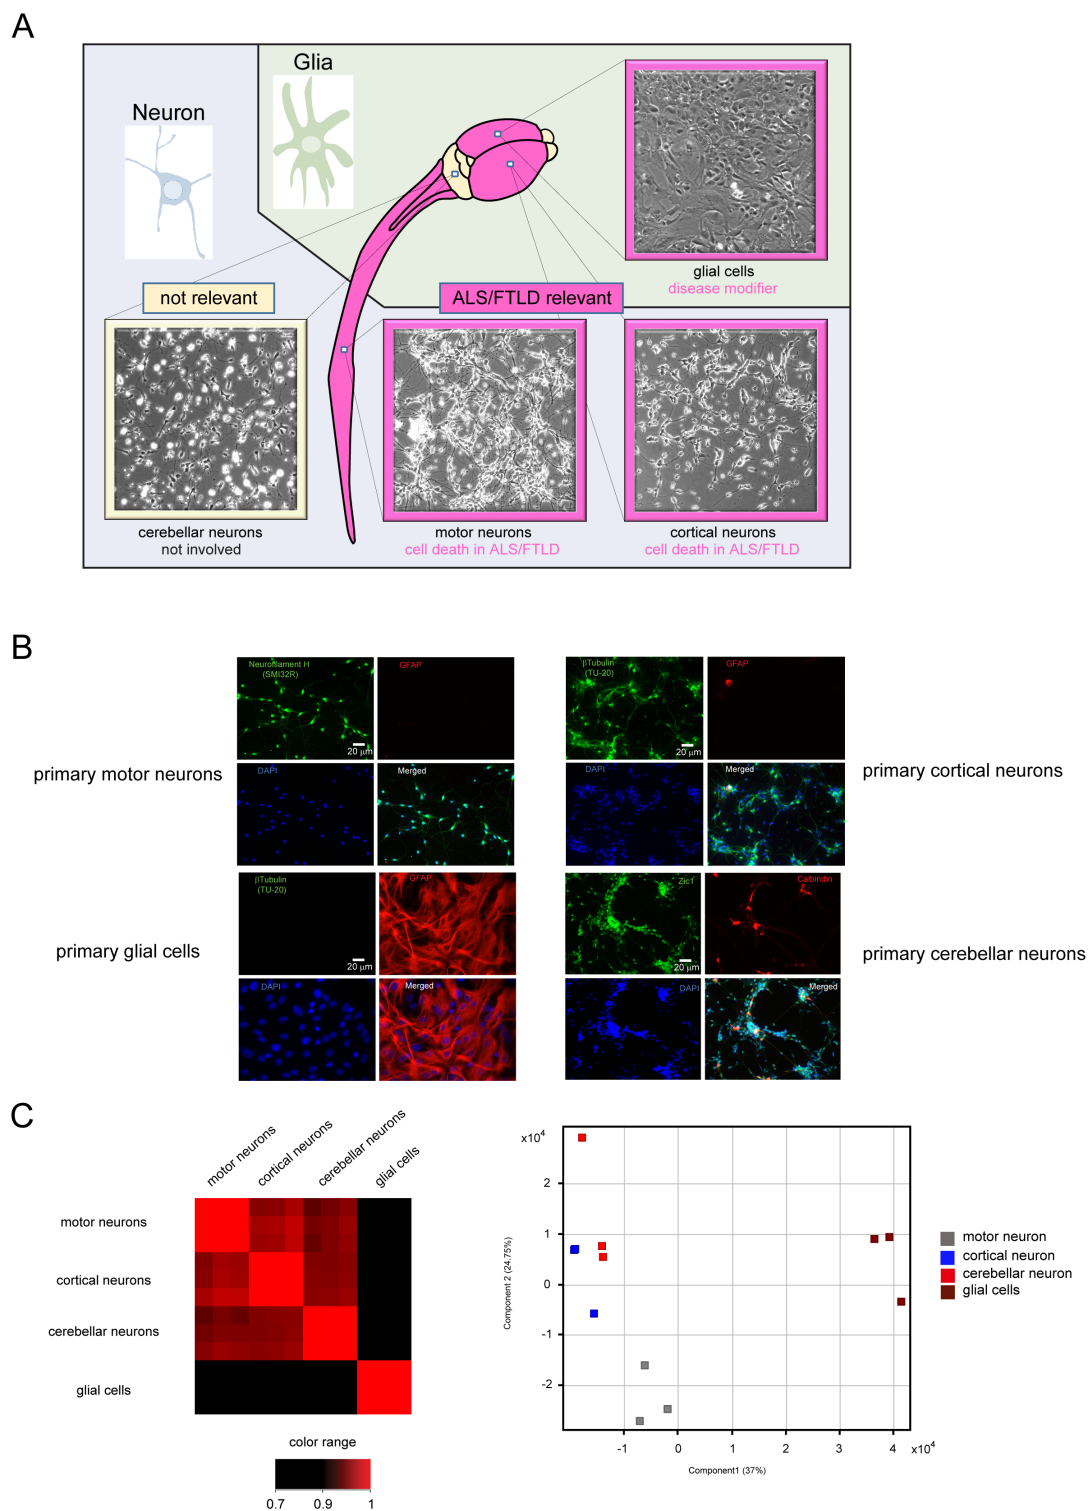 A
Glia
Neuron
glial cells
disease modifier
not relevant
ALS/FTLD relevant
cerebellar neurons
not involved
motor neurons
cell death in ALS/FTLD
cortical neurons
cell death in ALS/FTLD
B
primary motor neurons
Neurofilament H
(SMI32R)
GFAP
20 µm
DAPI
Merged
βTubulin
(TU-20)
GFAP
20 µm
DAPI
Merged
primary cortical neurons
primary glial cells
βTubulin
(TU-20)
GFAP
20 µm
DAPI
Merged
Zic1
Calbindin
20 µm
DAPI
Merged
primary cerebellar neurons
C
motor neurons
cortical neurons
cerebellar neurons
glial cells
motor neurons
cortical neurons
cerebellar neurons
glial cells
color range
0.7 0.9 1
x10⁴
2
1
0
-1
-2
Component 2 (24.75%)
-1 0 1 2 3 4 x10⁴
Component1 (37%)
motor neuron
cortical neuron
cerebellar neuron
glial cells